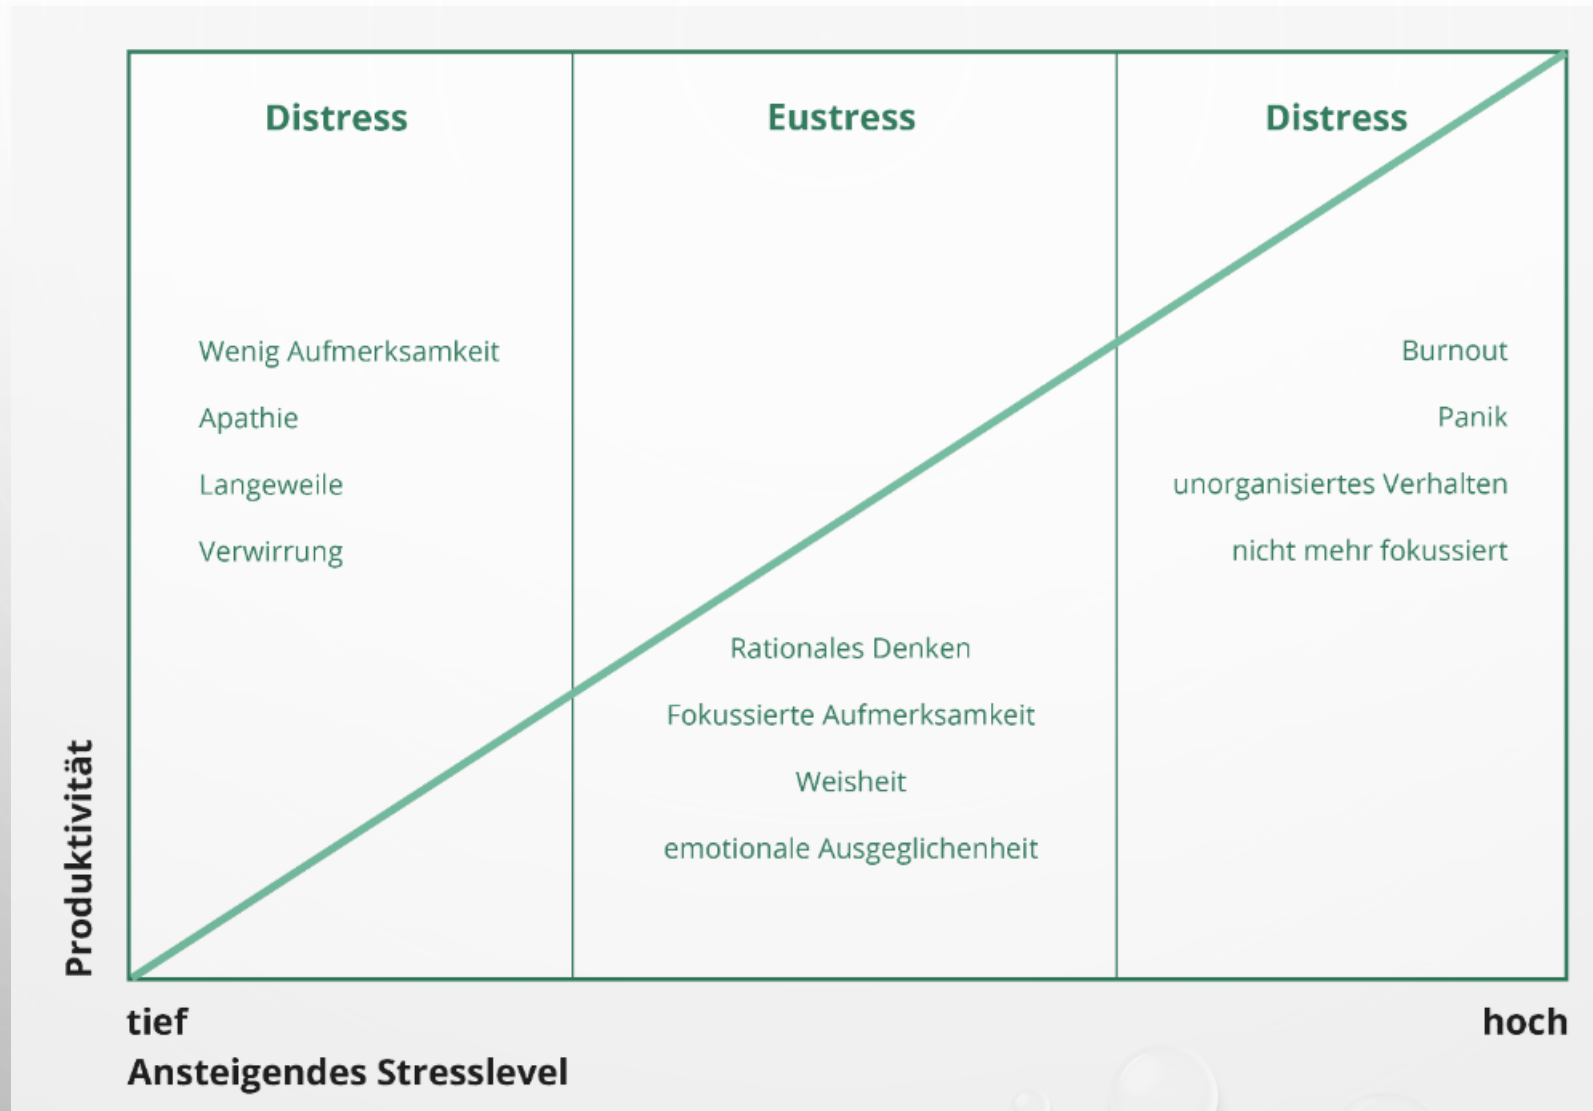 Distress
Eustress
Distress
Wenig Aufmerksamkeit
Apathie
Langeweile
Verwirrung
Burnout
Panik
unorganisiertes Verhalten
nicht mehr fokussiert
Rationales Denken
Fokussierte Aufmerksamkeit
Weisheit
emotionale Ausgeglichenheit
Produktivität
tief
hoch
Ansteigendes Stresslevel